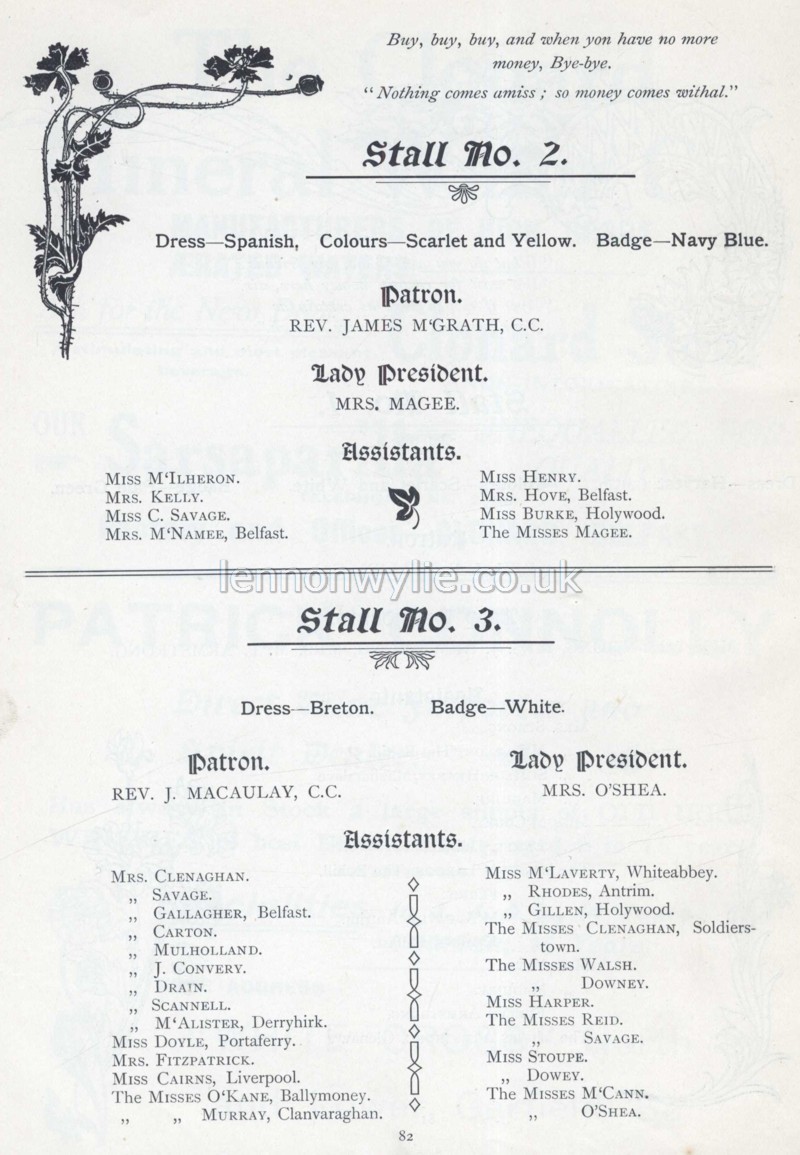 Buy, buy, buy, and when yon have no more
money, Bye-bye.
"Nothing comes amiss ; so money comes withal."
Stall No. 2.
Dress—Spanish, Colours—Scarlet and Yellow. Badge—Navy Blue.
Patron.
REV. JAMES M‘GRATH, C.C.
Lady President.
MRS. MAGEE.
Assistants.
MISS M‘ILHERON.
MRS. KELLY.
MISS C. SAVAGE.
MRS. M‘NAMEE, Belfast.
MISS HENRY.
MRS. HOVE, Belfast.
MISS BURKE, Holywood.
The MISSES MAGEE.
lennonwylie.co.uk
Stall No. 3.
Dress—Breton. Badge—White.
Patron.
REV. J. MACAULAY, C.C.
Lady President.
MRS. O'SHEA.
Assistants.
MRS. CLENAGHAN.
„ SAVAGE.
„ GALLAGHER, Belfast.
„ CARTON.
„ MULHOLLAND.
„ J. CONVERY.
„ DRAIN.
„ SCANNELL.
„ M‘ALISTER, Derryhirk.
MISS DOYLE, Portaferry.
MRS. FITZPATRICK.
MISS CAIRNS, Liverpool.
The MISSES O‘KANE, Ballymoney.
„ „ MURRAY, Clanvaraghan.
MISS M‘LAVERTY, Whiteabbey.
„ RHODES, Antrim.
„ GILLEN, Holywood.
The MISSES CLENAGHAN, Soldiers-
town.
The MISSES WALSH.
„ DOWNEY.
MISS HARPER.
The MISSES REID.
„ SAVAGE.
MISS STOUPE.
„ DOWEY.
The MISSES M‘CANN.
„ O'SHEA.
82